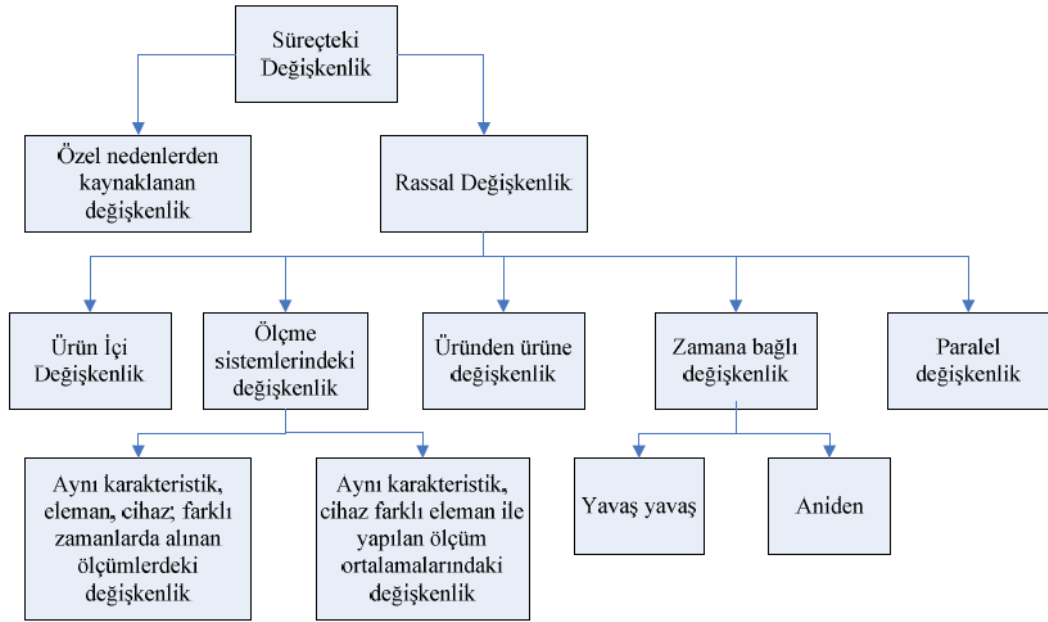 Süreçteki
Değişkenlik
Özel nedenlerden
kaynaklanan
değişkenlik
Rassal Değişkenlik
Ürün İçi
Değişkenlik
Ölçme
sistemlerindeki
değişkenlik
Üründen ürüne
değişkenlik
Zamana bağlı
değişkenlik
Paralel
değişkenlik
Aynı karakteristik,
eleman, cihaz; farklı
zamanlarda alınan
ölçümlerdeki
değişkenlik
Aynı karakteristik,
cihaz farklı eleman ile
yapılan ölçüm
ortalamalarındaki
değişkenlik
Yavaş yavaş
Aniden